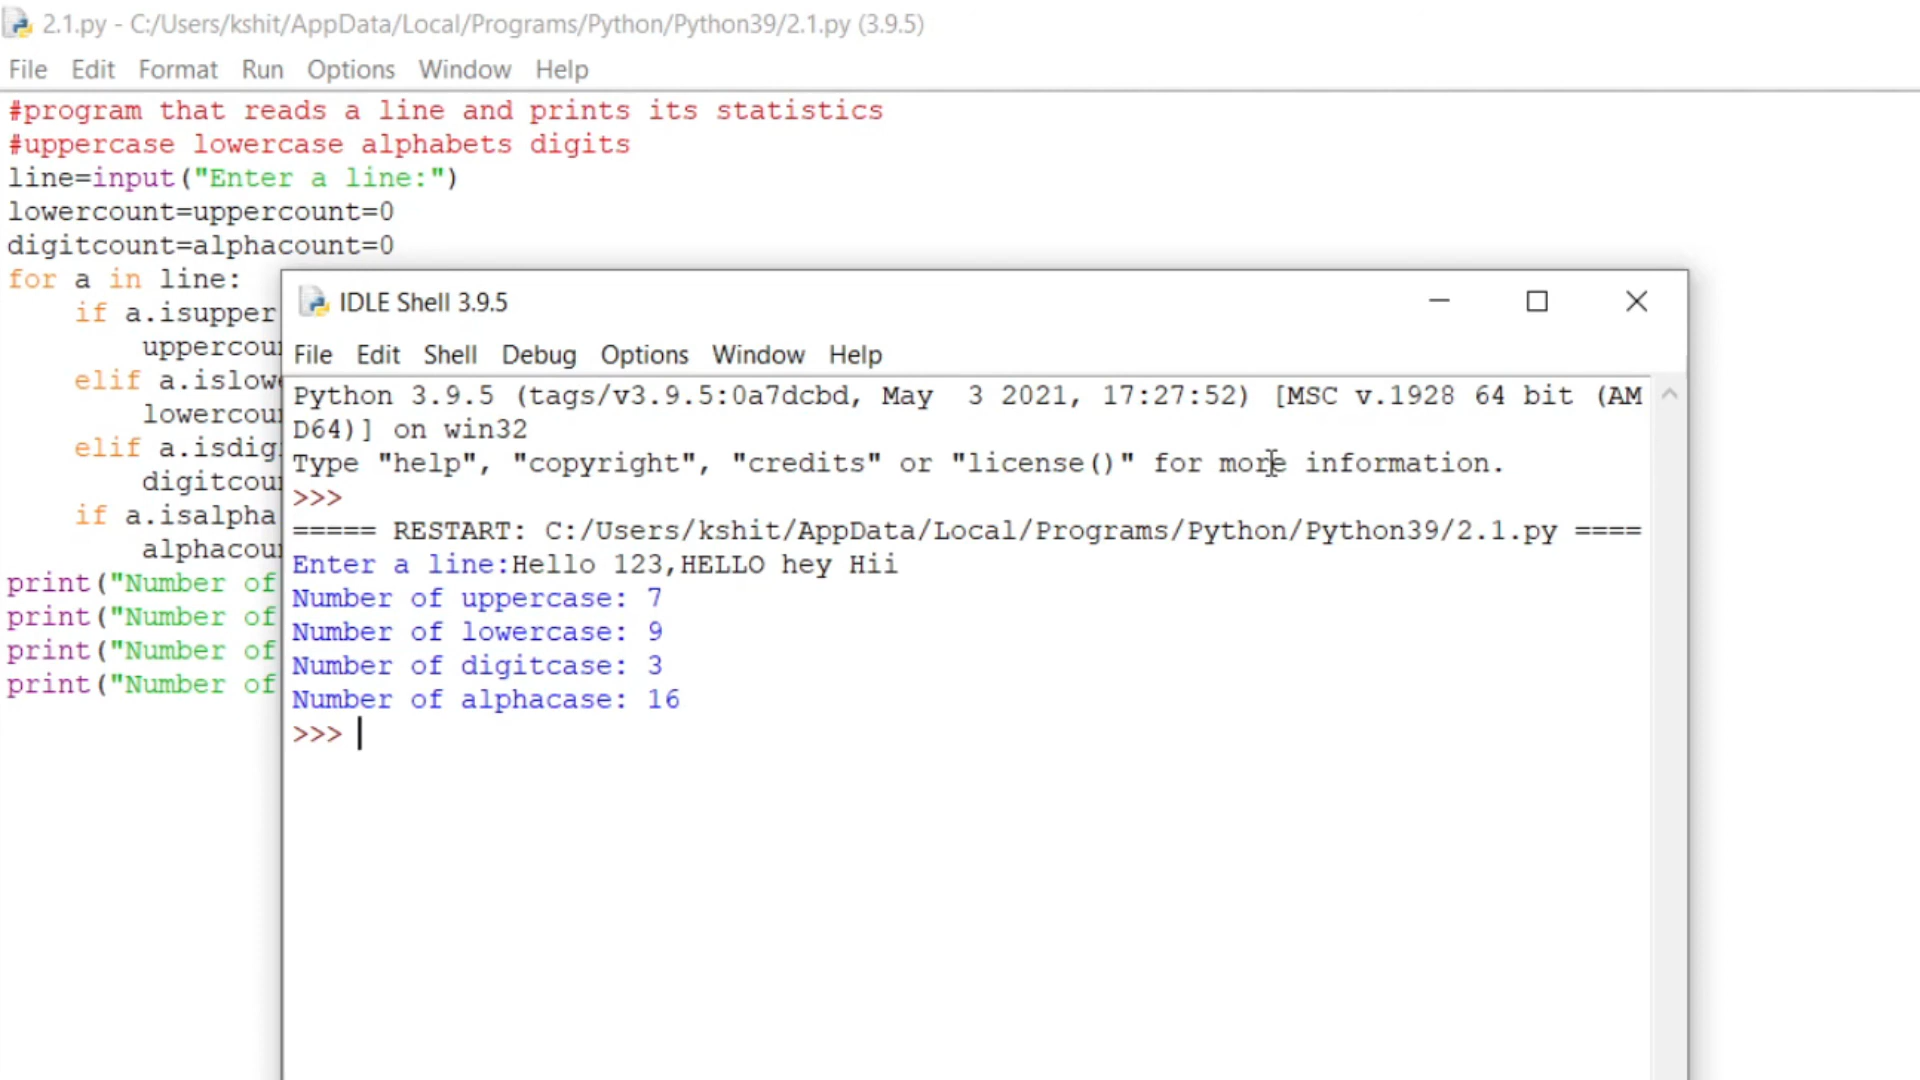 2.1.py - C:/Users/kshit/AppData/Local/Programs/Python/Python39/2.1.py (3.9.5)
File Edit Format Run Options Window Help
#program that reads a line and prints its statistics
#uppercase lowercase alphabets digits
line=input("Enter a line:")
lowercount=uppercount=0
digitcount=alphacount=0
for a in line:
if a.isupper
uppercou
elif a.islow
lowercou
elif a.isdig
digitcou
if a.isalpha
alphacou
print("Number of
print("Number of
print("Number of
print("Number of
IDLE Shell 3.9.5
File Edit Shell Debug Options Window Help
Python 3.9.5 (tags/v3.9.5:0a7dcbd, May  3 2021, 17:27:52) [MSC v.1928 64 bit (AM
D64)] on win32
Type "help", "copyright", "credits" or "license()" for more information.
>>>
===== RESTART: C:/Users/kshit/AppData/Local/Programs/Python/Python39/2.1.py ====
Enter a line:Hello 123,HELLO hey Hii
Number of uppercase: 7
Number of lowercase: 9
Number of digitcase: 3
Number of alphacase: 16
>>>